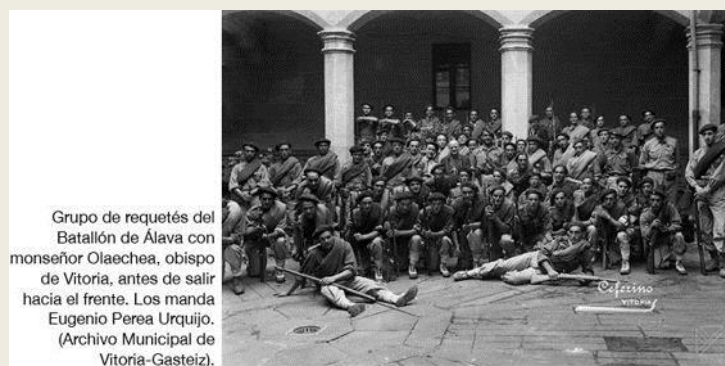 Grupo de requetés del
Batallón de Álava con
monseñor Olaechea, obispo
de Vitoria, antes de salir
hacia el frente. Los manda
Eugenio Perea Urquijo.
(Archivo Municipal de
Vitoria-Gasteiz).
Ceferino
VITORIA